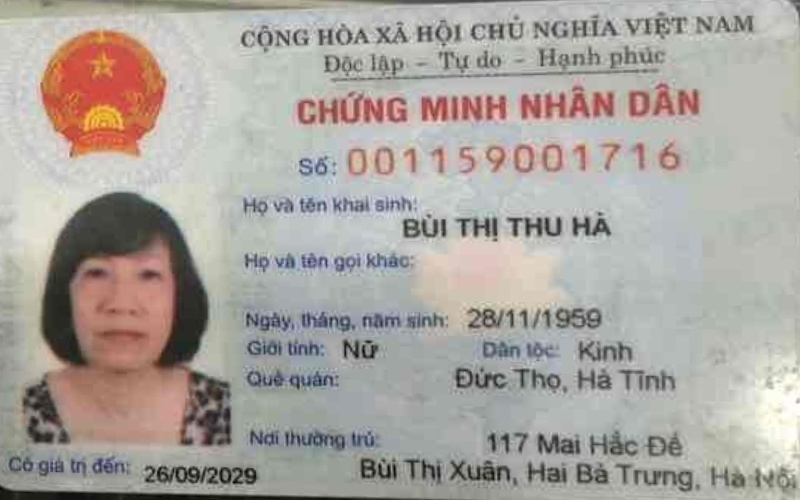 CỘNG HÒA XÃ HỘI CHỦ NGHĨA VIỆT NAM
Độc lập - Tự do - Hạnh phúc
CHỨNG MINH NHÂN DÂN
Số: 001159001716
Họ và tên khai sinh:
BÙI THỊ THU HÀ
Họ và tên gọi khác:
Ngày, tháng, năm sinh: 28/11/1959
Giới tính: Nữ Dân tộc: Kinh
Quê quán: Đức Thọ, Hà Tĩnh
Nơi thường trú: 117 Mai Hắc Đế
Bùi Thị Xuân, Hai Bà Trưng, Hà Nội
Có giá trị đến: 26/09/2029